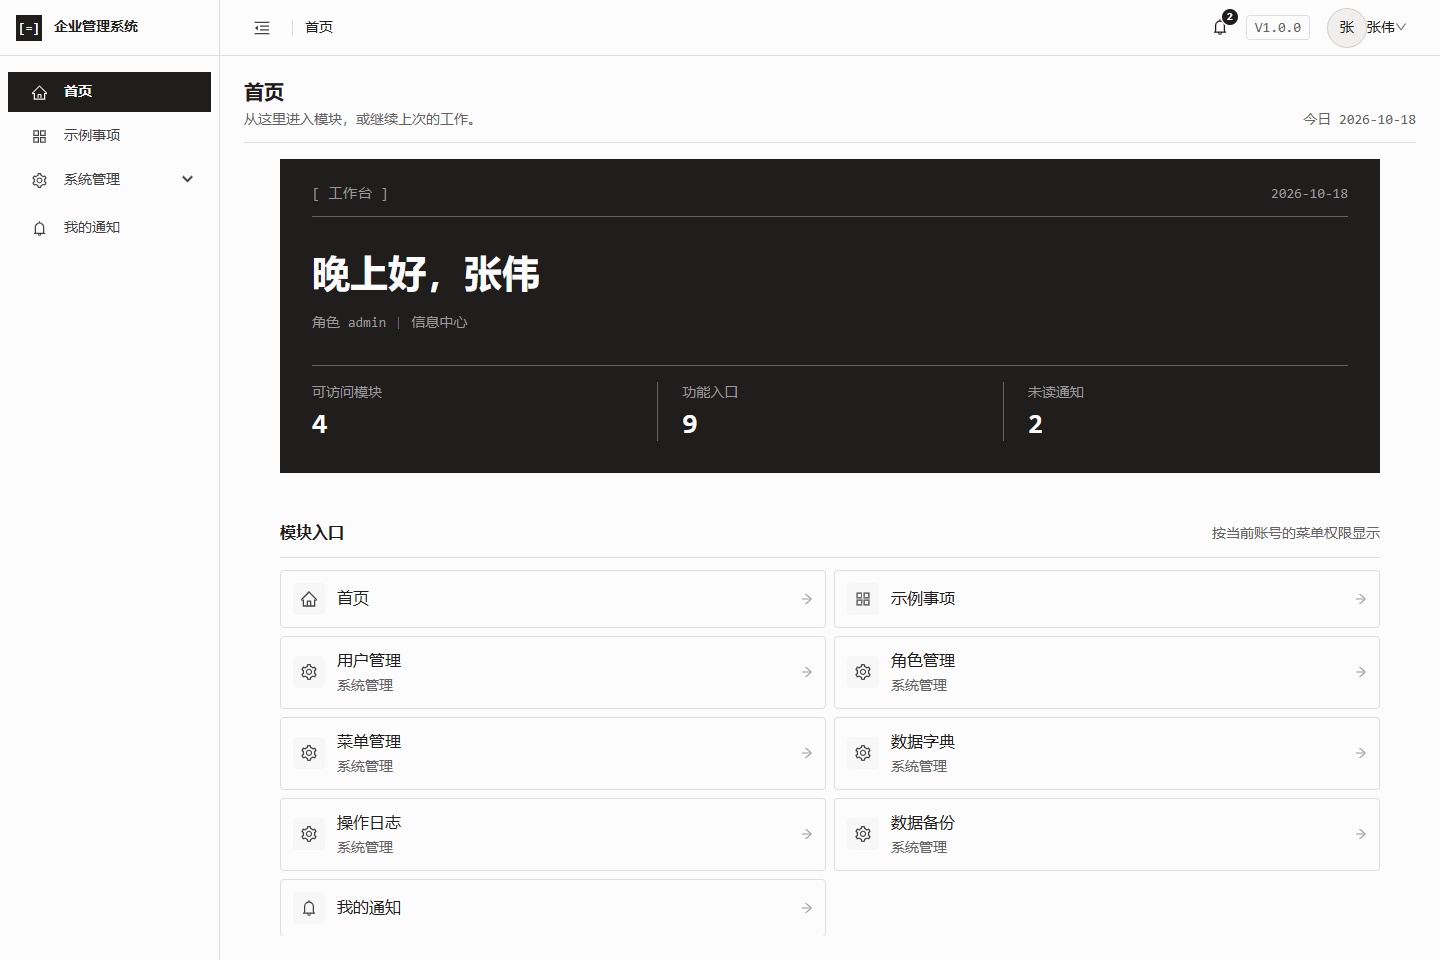 [=] 企业管理系统
首页
2
V1.0.0
张 张伟
首页
示例事项
系统管理
我的通知
首页
从这里进入模块，或继续上次的工作。
今日 2026-10-18
[ 工作台 ]
2026-10-18
晚上好，张伟
角色 admin | 信息中心
可访问模块
4
功能入口
9
未读通知
2
模块入口
按当前账号的菜单权限显示
首页
示例事项
用户管理
系统管理
角色管理
系统管理
菜单管理
系统管理
数据字典
系统管理
操作日志
系统管理
数据备份
系统管理
我的通知